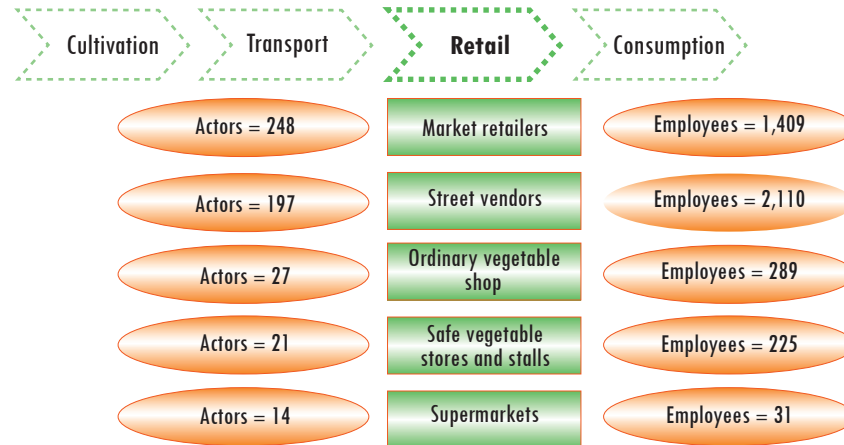 Cultivation
Transport
Retail
Consumption
Actors = 248
Market retailers
Employees = 1,409
Actors = 197
Street vendors
Employees = 2,110
Actors = 27
Ordinary vegetable
shop
Employees = 289
Actors = 21
Safe vegetable
stores and stalls
Employees = 225
Actors = 14
Supermarkets
Employees = 31